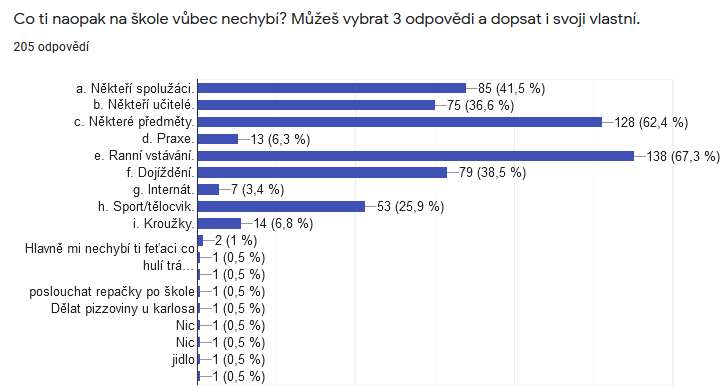 Co ti naopak na škole vůbec nechybí? Můžeš vybrat 3 odpovědi a dopsat i svoji vlastní.
205 odpovědí
a. Někteří spolužáci. 85 (41,5 %)
b. Někteří učitelé. 75 (36,6 %)
c. Některé předměty. 128 (62,4 %)
d. Praxe. 13 (6,3 %)
e. Ranní vstávání. 138 (67,3 %)
f. Dojíždění. 79 (38,5 %)
g. Internát. 7 (3,4 %)
h. Sport/tělocvik. 53 (25,9 %)
i. Kroužky. 14 (6,8 %)
2 (1 %)
Hlavně mi nechybí ti feťaci co
hulí trá… 1 (0,5 %)
1 (0,5 %)
poslouchat repačky po škole 1 (0,5 %)
Dělat pizzoviny u karlosa 1 (0,5 %)
Nic 1 (0,5 %)
Nic 1 (0,5 %)
jidlo 1 (0,5 %)
1 (0,5 %)